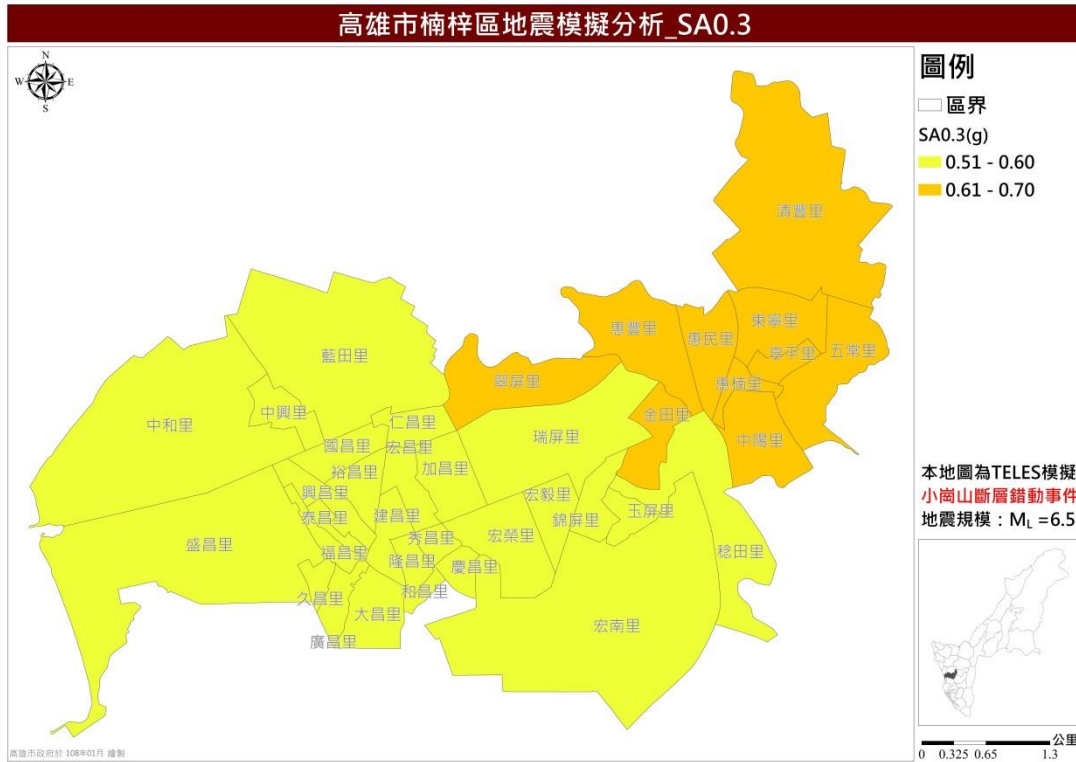 高雄市楠梓區地震模擬分析_SA0.3
N
W
E
S
圖例
區界
SA0.3(g)
0.51 - 0.60
0.61 - 0.70
清豐里
東寧里
惠豐里
惠民里
享平里
五常里
藍田里
翠屏里
惠楠里
中和里
中興里
仁昌里
金田里
中陽里
國昌里
宏昌里
瑞屏里
裕昌里
加昌里
興昌里
宏毅里
泰昌里
建昌里
錦屏里
玉屏里
盛昌里
秀昌里
宏榮里
福昌里
隆昌里
慶昌里
稔田里
久昌里
和昌里
大昌里
宏南里
廣昌里
本地圖為TELES模擬
小崗山斷層錯動事件
地震規模：ML =6.5
公里
0 0.325 0.65 1.3
高雄市政府於 108年01月 繪製